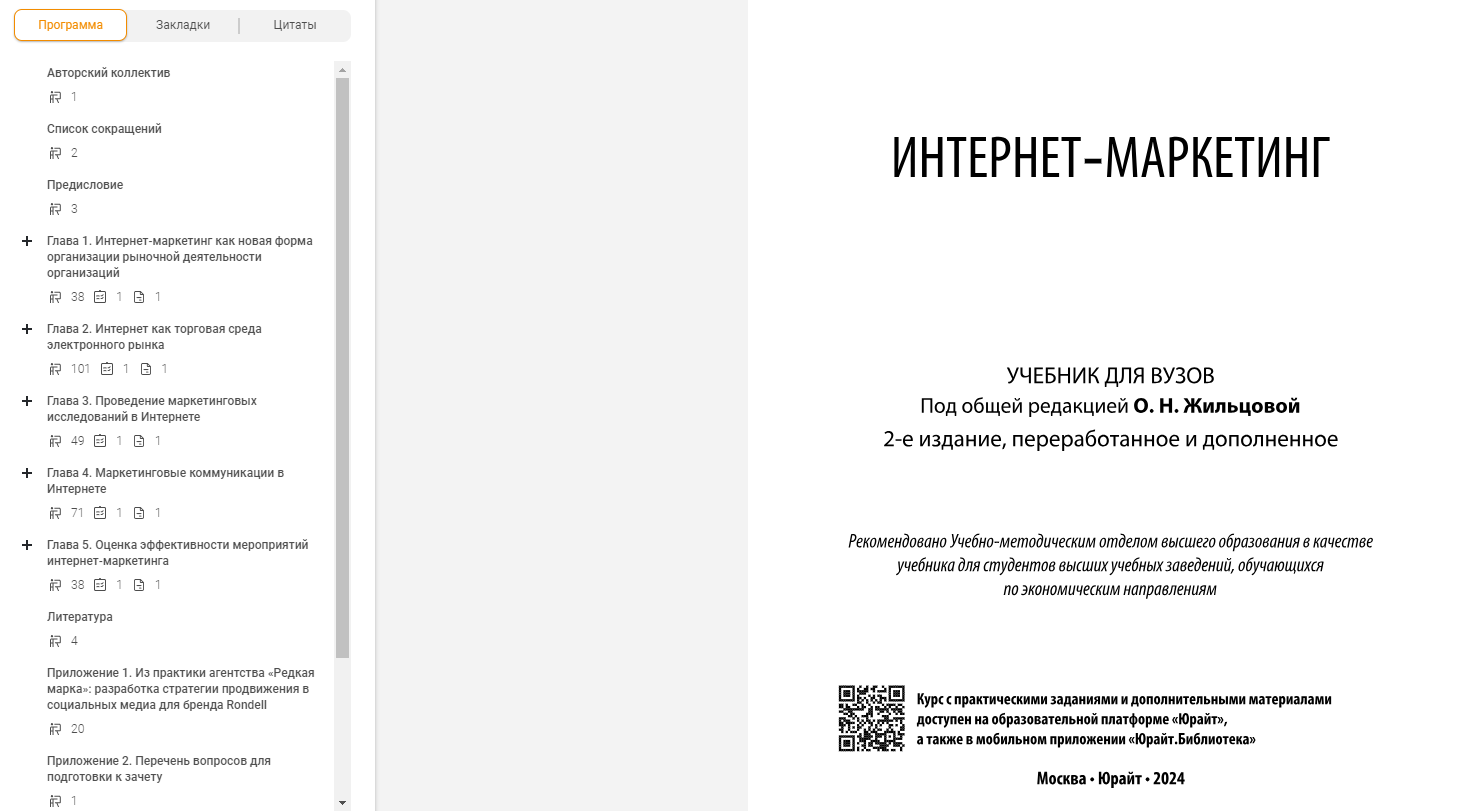 Программа
Закладки
Цитаты
Авторский коллектив
1
Список сокращений
2
Предисловие
3
Глава 1. Интернет-маркетинг как новая форма
организации рыночной деятельности
организаций
38 1 1
Глава 2. Интернет как торговая среда
электронного рынка
101 1 1
Глава 3. Проведение маркетинговых
исследований в Интернете
49 1 1
Глава 4. Маркетинговые коммуникации в
Интернете
71 1 1
Глава 5. Оценка эффективности мероприятий
интернет-маркетинга
38 1 1
Литература
4
Приложение 1. Из практики агентства «Редкая
марка»: разработка стратегии продвижения в
социальных медиа для бренда Rondell
20
Приложение 2. Перечень вопросов для
подготовки к зачету
1
ИНТЕРНЕТ-МАРКЕТИНГ
УЧЕБНИК ДЛЯ ВУЗОВ
Под общей редакцией О. Н. Жильцовой
2-е издание, переработанное и дополненное
Рекомендовано Учебно-методическим отделом высшего образования в качестве
учебника для студентов высших учебных заведений, обучающихся
по экономическим направлениям
Курс с практическими заданиями и дополнительными материалами
доступен на образовательной платформе «Юрайт»,
а также в мобильном приложении «Юрайт.Библиотека»
Москва • Юрайт • 2024